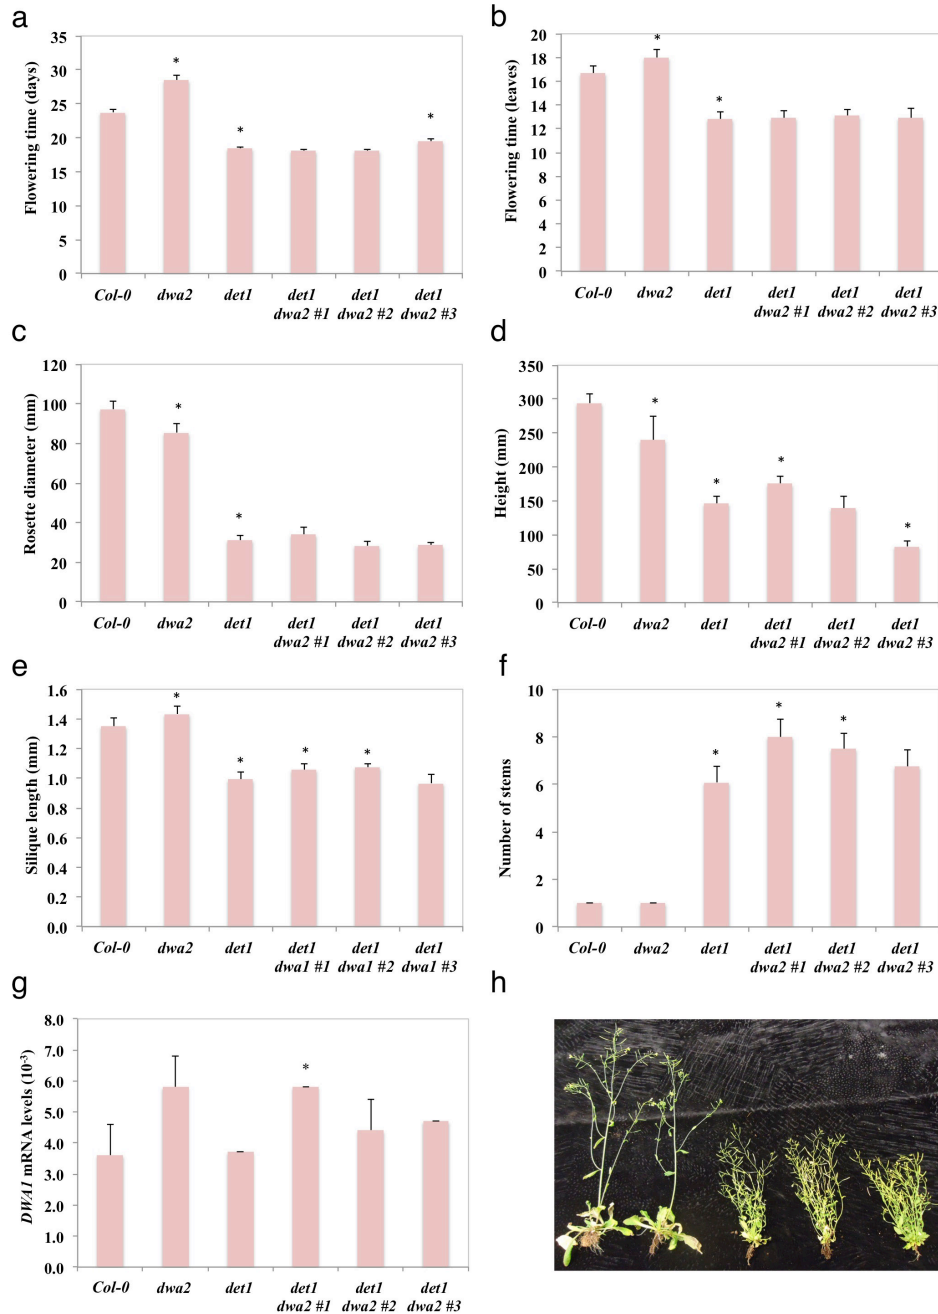 a
Flowering time (days)
35
30
25
20
15
10
5
0
*
*
*
Col-0 dwa2 det1 det1 det1 det1
dwa2 #1 dwa2 #2 dwa2 #3
b
Flowering time (leaves)
20
18
16
14
12
10
8
6
4
2
0
*
*
Col-0 dwa2 det1 det1 det1 det1
dwa2 #1 dwa2 #2 dwa2 #3
c
Rosette diameter (mm)
120
100
80
60
40
20
0
*
*
Col-0 dwa2 det1 det1 det1 det1
dwa2 #1 dwa2 #2 dwa2 #3
d
Height (mm)
350
300
250
200
150
100
50
0
*
*
*
*
Col-0 dwa2 det1 det1 det1 det1
dwa2 #1 dwa2 #2 dwa2 #3
e
Silique length (mm)
1.6
1.4
1.2
1.0
0.8
0.6
0.4
0.2
0.0
*
*
*
*
Col-0 dwa2 det1 det1 det1 det1
dwa1 #1 dwa1 #2 dwa1 #3
f
Number of stems
10
8
6
4
2
0
*
*
*
Col-0 dwa2 det1 det1 det1 det1
dwa2 #1 dwa2 #2 dwa2 #3
g
DWA1 mRNA levels (10⁻³)
8.0
7.0
6.0
5.0
4.0
3.0
2.0
1.0
0.0
*
Col-0 dwa2 det1 det1 det1 det1
dwa2 #1 dwa2 #2 dwa2 #3
h